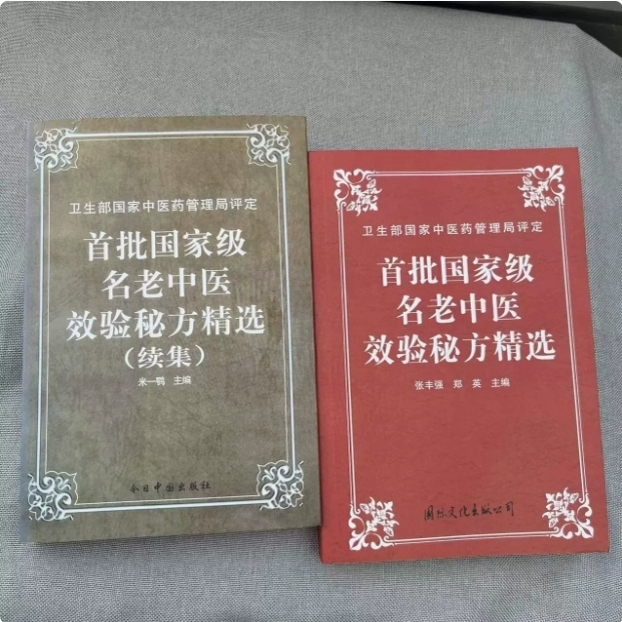 卫生部国家中医药管理局评定
首批国家级
名老中医
效验秘方精选
（续集）
米一鹗 主编
今日中国出版社
卫生部国家中医药管理局评定
首批国家级
名老中医
效验秘方精选
张丰强 郑英 主编
国际文化出版公司